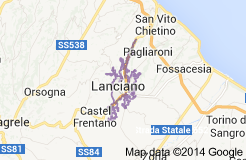 San Vito
Chietino
SS538
Pagliaroni
Lanciano
Fossacesia
Orsogna
Castel
Frentano
agrele
Torino di
Sangro
Statale
SS81
SS84
Map data ©2014 Google